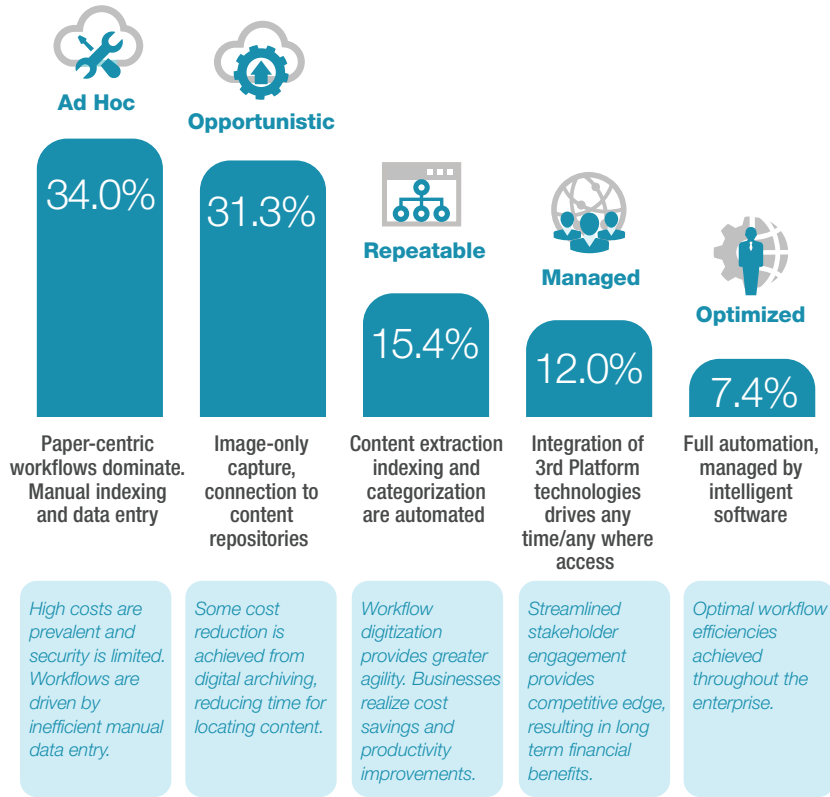 Ad Hoc
34.0%
Paper-centric
workflows dominate.
Manual indexing
and data entry
High costs are
prevalent and
security is limited.
Workflows are
driven by
inefficient manual
data entry.
Opportunistic
31.3%
Image-only
capture,
connection to
content
repositories
Some cost
reduction is
achieved from
digital archiving,
reducing time for
locating content.
Repeatable
15.4%
Content extraction
indexing and
categorization
are automated
Workflow
digitization
provides greater
agility. Businesses
realize cost
savings and
productivity
improvements.
Managed
12.0%
Integration of
3rd Platform
technologies
drives any
time/any where
access
Streamlined
stakeholder
engagement
provides
competitive edge,
resulting in long
term financial
benefits.
Optimized
7.4%
Full automation,
managed by
intelligent
software
Optimal workflow
efficiencies
achieved
throughout the
enterprise.